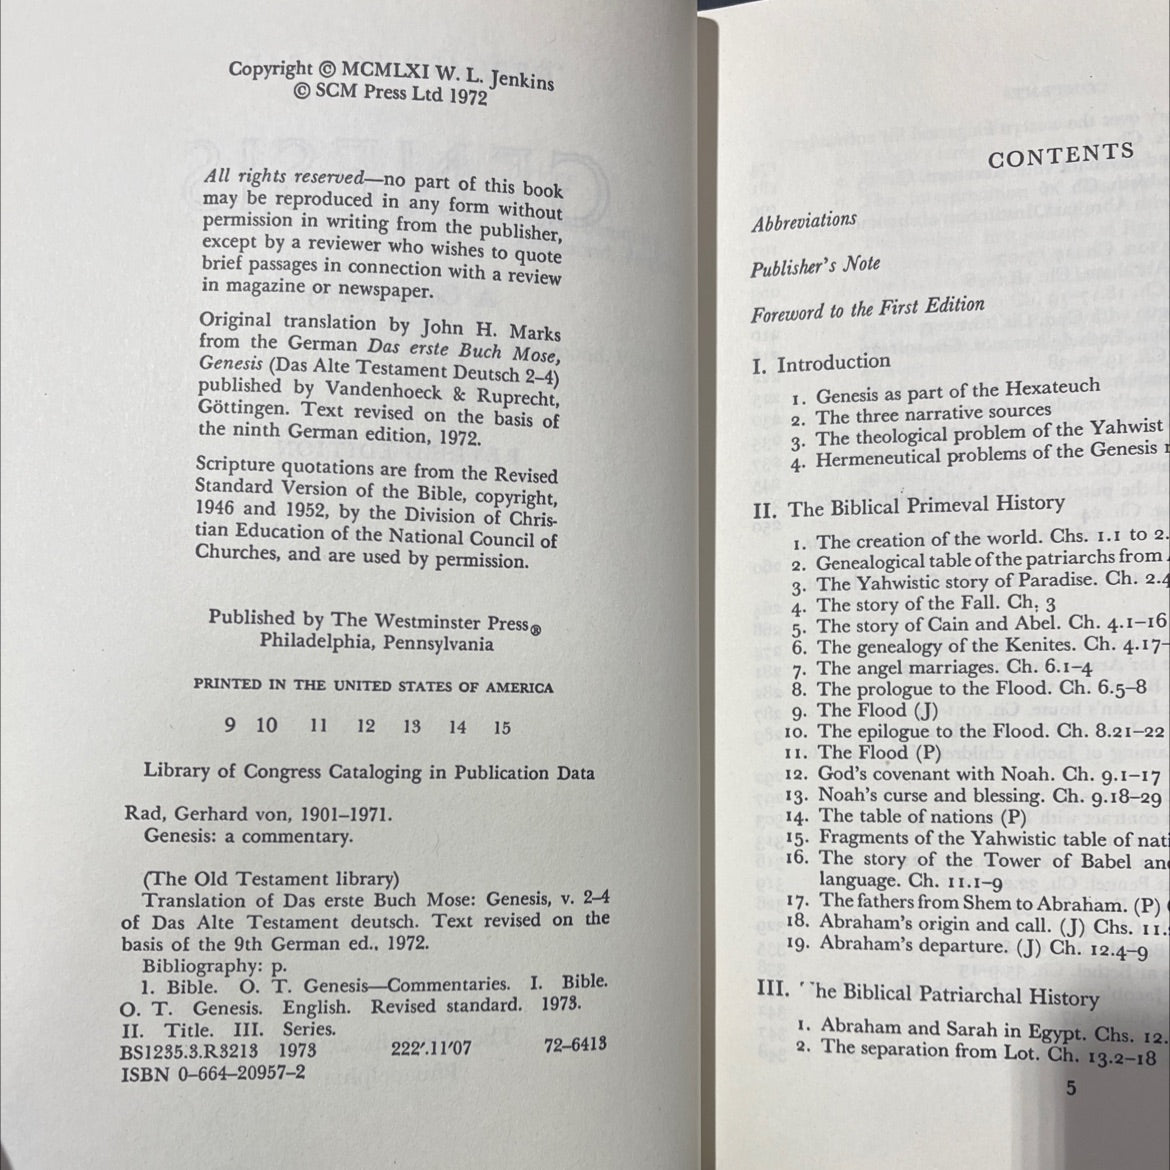 Copyright © MCMLXI W. L. Jenkins
© SCM Press Ltd 1972
All rights reserved—no part of this book
may be reproduced in any form without
permission in writing from the publisher,
except by a reviewer who wishes to quote
brief passages in connection with a review
in magazine or newspaper.
Original translation by John H. Marks
from the German Das erste Buch Mose,
Genesis (Das Alte Testament Deutsch 2–4)
published by Vandenhoeck & Ruprecht,
Göttingen. Text revised on the basis of
the ninth German edition, 1972.
Scripture quotations are from the Revised
Standard Version of the Bible, copyright,
1946 and 1952, by the Division of Chris-
tian Education of the National Council of
Churches, and are used by permission.
Published by The Westminster Press®
Philadelphia, Pennsylvania
PRINTED IN THE UNITED STATES OF AMERICA
9 10 11 12 13 14 15
Library of Congress Cataloging in Publication Data
Rad, Gerhard von, 1901–1971.
Genesis: a commentary.
(The Old Testament library)
Translation of Das erste Buch Mose: Genesis, v. 2–4
of Das Alte Testament deutsch. Text revised on the
basis of the 9th German ed., 1972.
Bibliography: p.
1. Bible. O. T. Genesis—Commentaries. I. Bible.
O. T. Genesis. English. Revised standard. 1973.
II. Title. III. Series.
BS1235.3.R3213 1973 222′.11′07 72–6413
ISBN 0–664–20957–2
CONTENTS
Abbreviations
Publisher's Note
Foreword to the First Edition
I. Introduction
1. Genesis as part of the Hexateuch
2. The three narrative sources
3. The theological problem of the Yahwist
4. Hermeneutical problems of the Genesis
II. The Biblical Primeval History
1. The creation of the world. Chs. 1.1 to 2.
2. Genealogical table of the patriarchs from
3. The Yahwistic story of Paradise. Ch. 2.4
4. The story of the Fall. Ch. 3
5. The story of Cain and Abel. Ch. 4.1–16
6. The genealogy of the Kenites. Ch. 4.17–
7. The angel marriages. Ch. 6.1–4
8. The prologue to the Flood. Ch. 6.5–8
9. The Flood (J)
10. The epilogue to the Flood. Ch. 8.21–22
11. The Flood (P)
12. God's covenant with Noah. Ch. 9.1–17
13. Noah's curse and blessing. Ch. 9.18–29
14. The table of nations (P)
15. Fragments of the Yahwistic table of nati
16. The story of the Tower of Babel an
language. Ch. 11.1–9
17. The fathers from Shem to Abraham. (P)
18. Abraham's origin and call. (J) Chs. 11.
19. Abraham's departure. (J) Ch. 12.4–9
III. The Biblical Patriarchal History
1. Abraham and Sarah in Egypt. Chs. 12.
2. The separation from Lot. Ch. 13.2–18
5